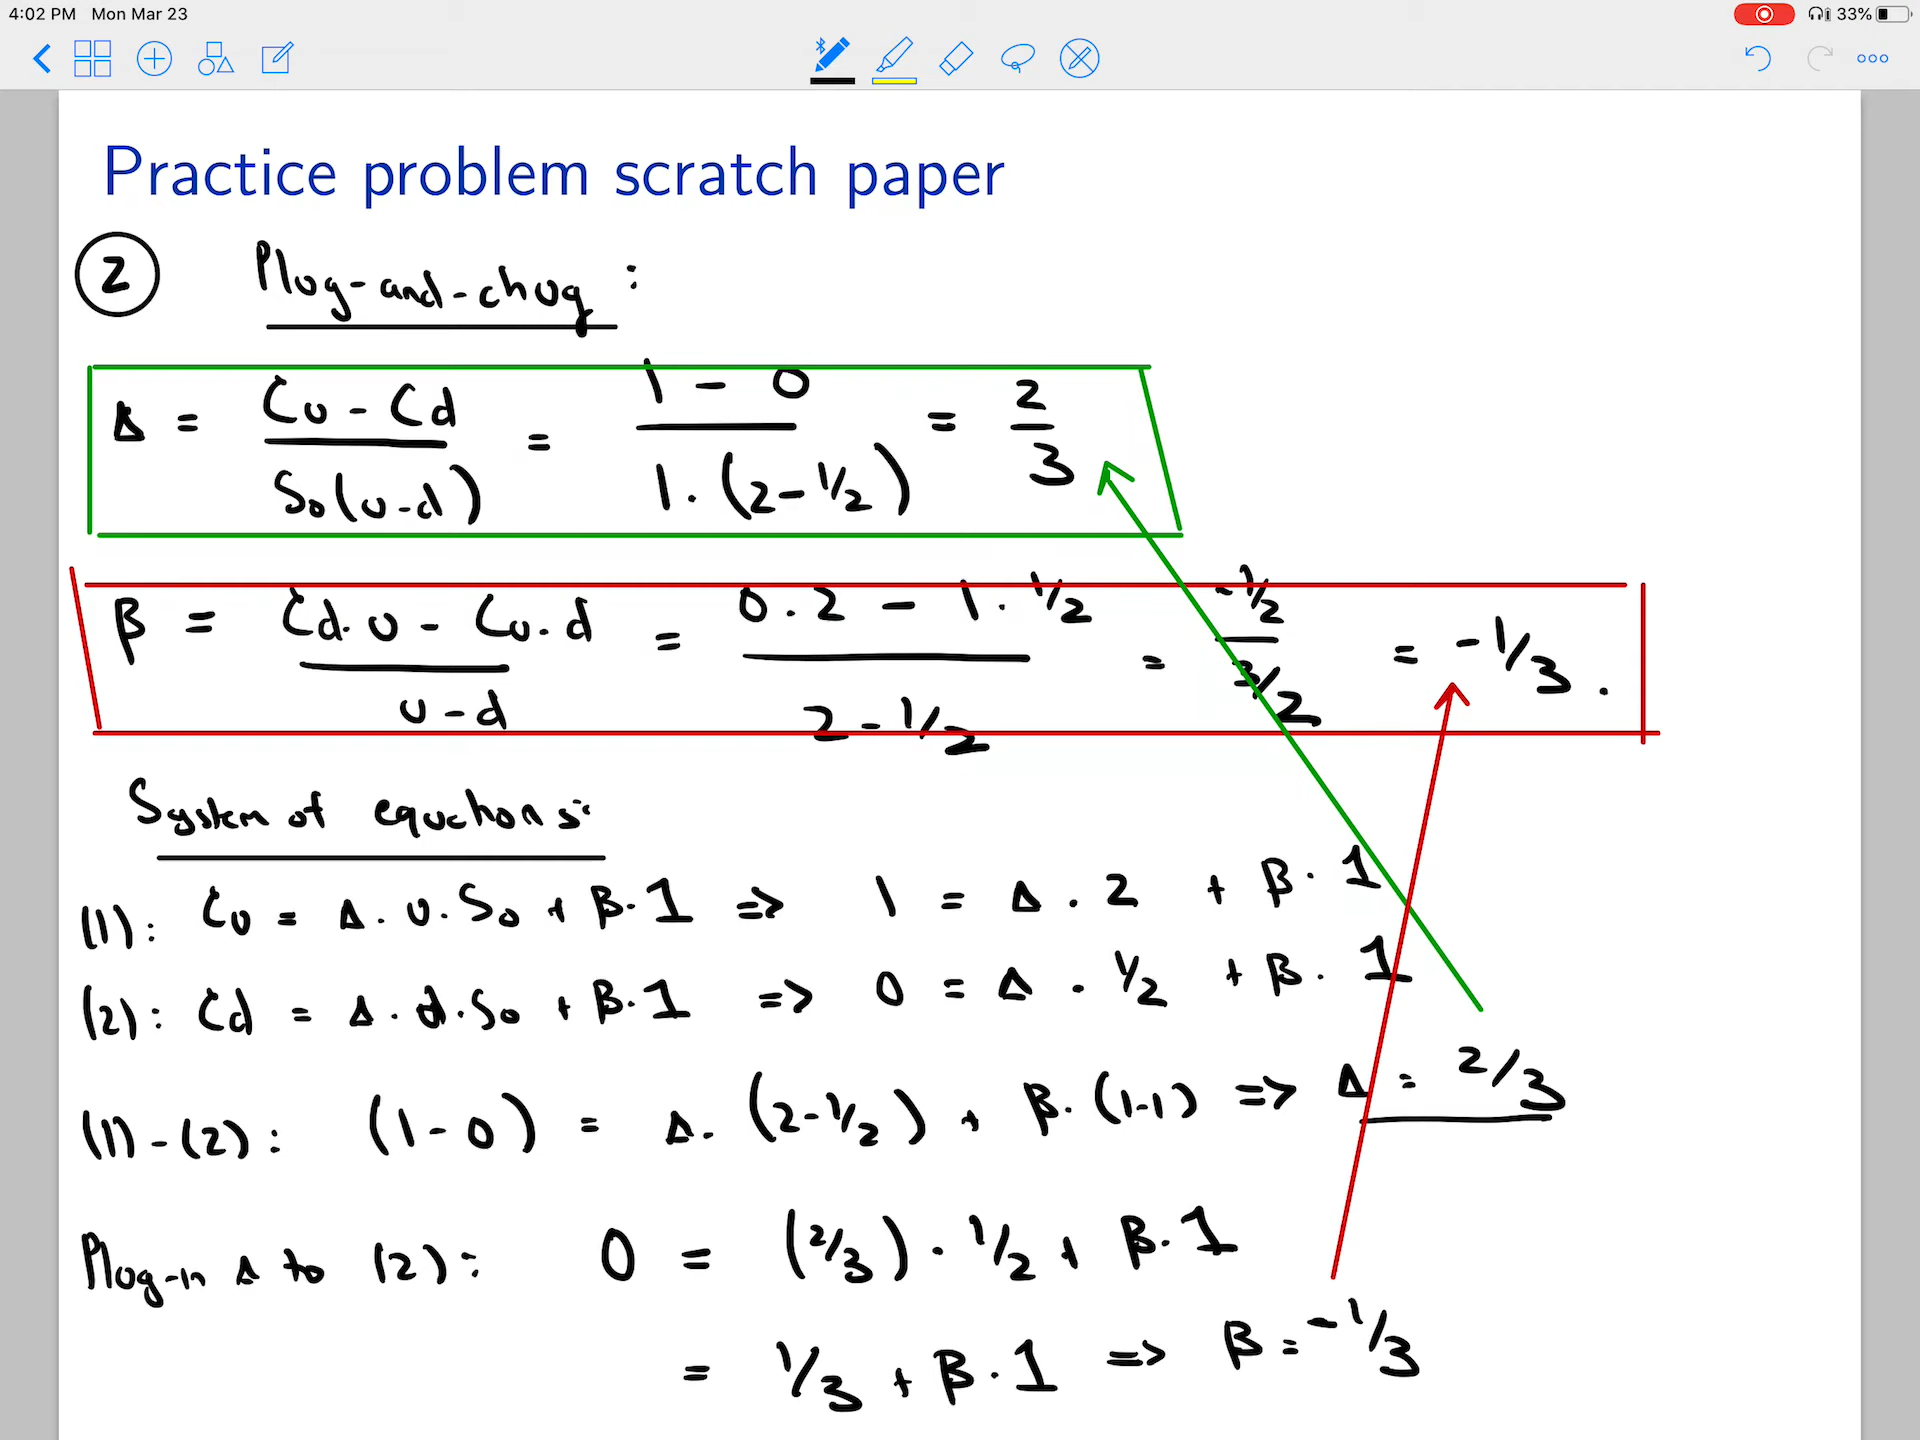 4:02 PM Mon Mar 23 33%
Practice problem scratch paper
2 Plug-and-chug :
Δ = Cu - Cd / S0(u-d) = 1 - 0 / 1·(2-1/2) = 2/3
β = Cd·u - Cu·d / u-d = 0·2 - 1·1/2 / 2-1/2 = -1/2 / 3/2 = -1/3.
System of equations:
(1): Cu = Δ·u·S0 + β·1 => 1 = Δ·2 + β·1
(2): Cd = Δ·d·S0 + β·1 => 0 = Δ·1/2 + β·1
(1)-(2): (1-0) = Δ·(2-1/2) + β·(1-1) => Δ = 2/3
Plug-in Δ to (2): 0 = (2/3)·1/2 + β·1
= 1/3 + β·1 => β = -1/3